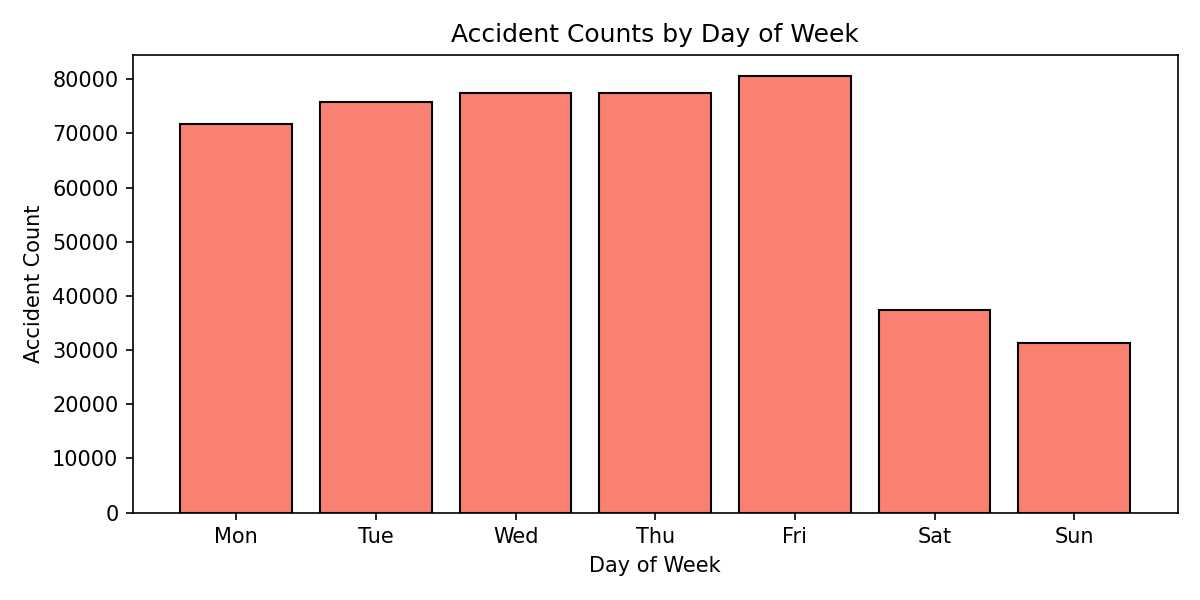 Accident Counts by Day of Week
Accident Count
80000
70000
60000
50000
40000
30000
20000
10000
0
Mon Tue Wed Thu Fri Sat Sun
Day of Week